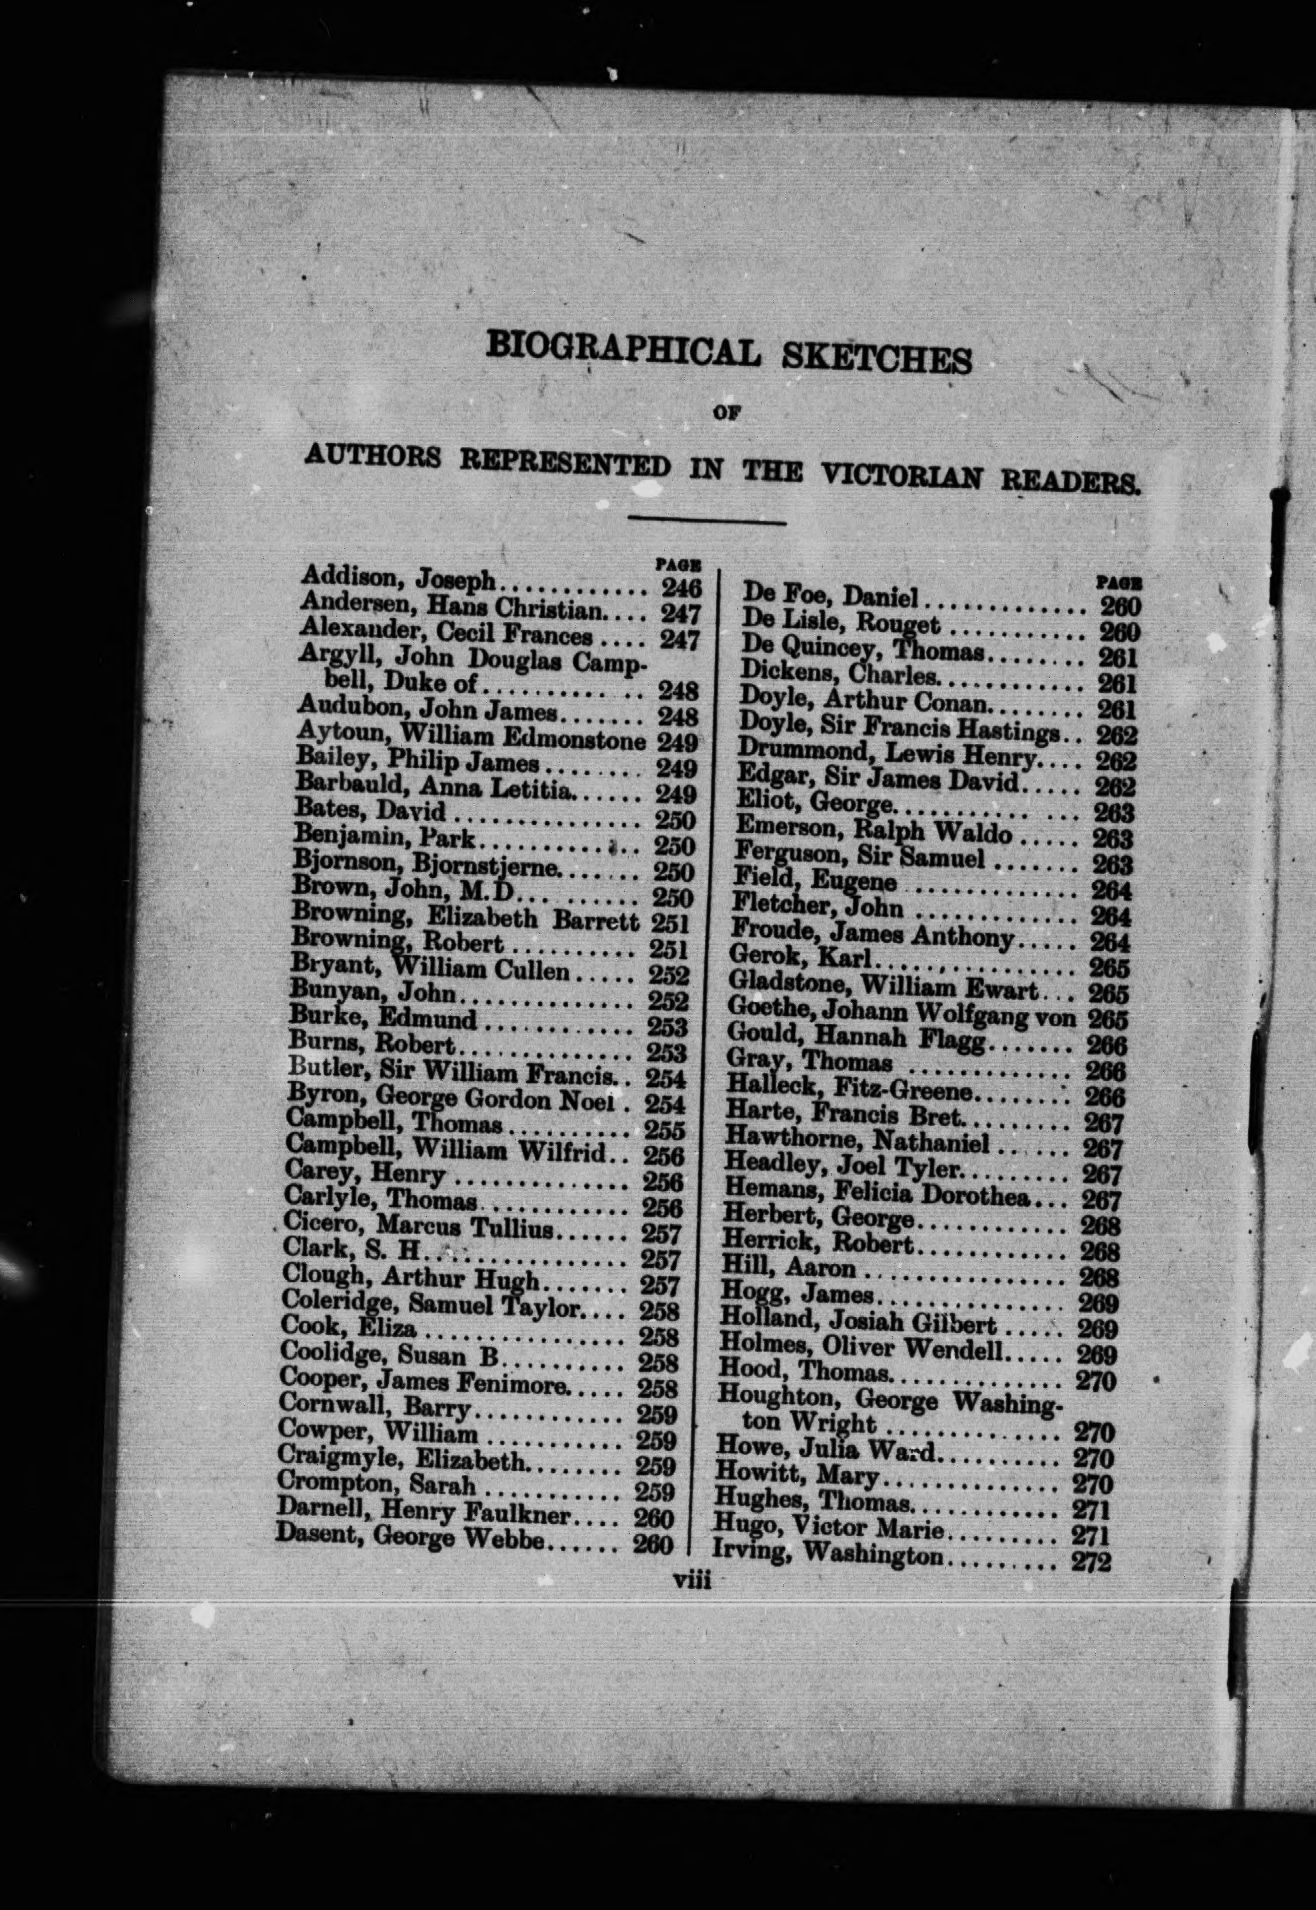 BIOGRAPHICAL SKETCHES
OF
AUTHORS REPRESENTED IN THE VICTORIAN READERS.
PAGE
Addison, Joseph............ 246
Andersen, Hans Christian.... 247
Alexander, Cecil Frances .... 247
Argyll, John Douglas Camp-
bell, Duke of............. 248
Audubon, John James....... 248
Aytoun, William Edmonstone 249
Bailey, Philip James ........ 249
Barbauld, Anna Letitia...... 249
Bates, David ............... 250
Benjamin, Park............. 250
Bjornson, Bjornstjerne....... 250
Brown, John, M.D.......... 250
Browning, Elizabeth Barrett 251
Browning, Robert .......... 251
Bryant, William Cullen ..... 252
Bunyan, John.............. 252
Burke, Edmund ............ 253
Burns, Robert.............. 253
Butler, Sir William Francis.. 254
Byron, George Gordon Noel . 254
Campbell, Thomas.......... 255
Campbell, William Wilfrid.. 256
Carey, Henry .............. 256
Carlyle, Thomas............ 256
Cicero, Marcus Tullius...... 257
Clark, S. H................ 257
Clough, Arthur Hugh....... 257
Coleridge, Samuel Taylor.... 258
Cook, Eliza ................ 258
Coolidge, Susan B.......... 258
Cooper, James Fenimore..... 258
Cornwall, Barry............ 259
Cowper, William ........... 259
Craigmyle, Elizabeth........ 259
Crompton, Sarah ........... 259
Darnell, Henry Faulkner.... 260
Dasent, George Webbe...... 260
PAGE
De Foe, Daniel............. 260
De Lisle, Rouget ........... 260
De Quincey, Thomas........ 261
Dickens, Charles............ 261
Doyle, Arthur Conan........ 261
Doyle, Sir Francis Hastings.. 262
Drummond, Lewis Henry.... 262
Edgar, Sir James David..... 262
Eliot, George............... 263
Emerson, Ralph Waldo ..... 263
Ferguson, Sir Samuel ....... 263
Field, Eugene ............. 264
Fletcher, John ............. 264
Froude, James Anthony..... 264
Gerok, Karl................ 265
Gladstone, William Ewart... 265
Goethe, Johann Wolfgang von 265
Gould, Hannah Flagg....... 266
Gray, Thomas ............. 266
Halleck, Fitz-Greene........ 266
Harte, Francis Bret......... 267
Hawthorne, Nathaniel ...... 267
Headley, Joel Tyler......... 267
Hemans, Felicia Dorothea... 267
Herbert, George............ 268
Herrick, Robert............ 268
Hill, Aaron ................ 268
Hogg, James............... 269
Holland, Josiah Gilbert ..... 269
Holmes, Oliver Wendell..... 269
Hood, Thomas.............. 270
Houghton, George Washing-
ton Wright .............. 270
Howe, Julia Ward.......... 270
Howitt, Mary.............. 270
Hughes, Thomas............ 271
Hugo, Victor Marie......... 271
Irving, Washington......... 272
viii